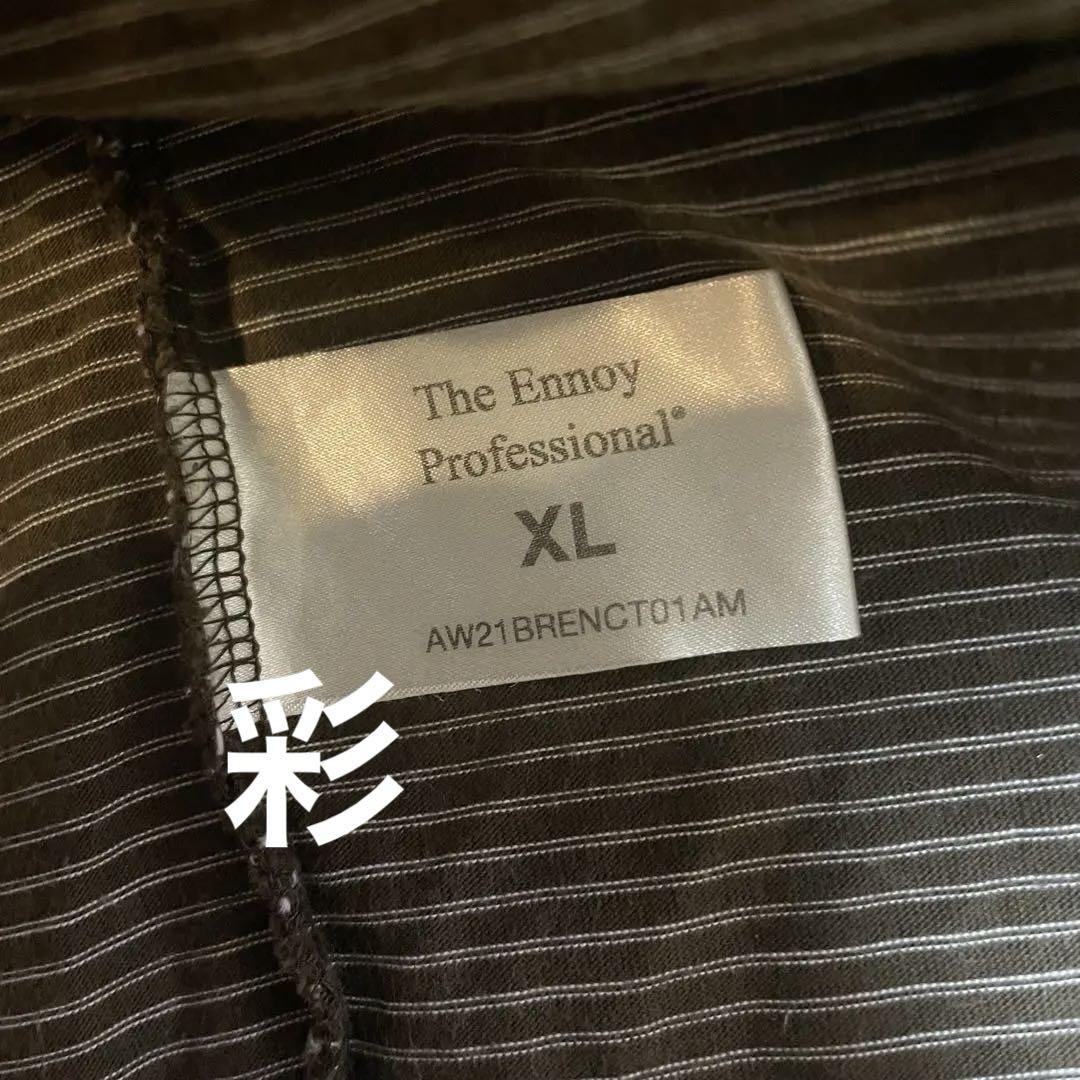 The Ennoy
Professional®
XL
AW21BRENCT01AM
彩